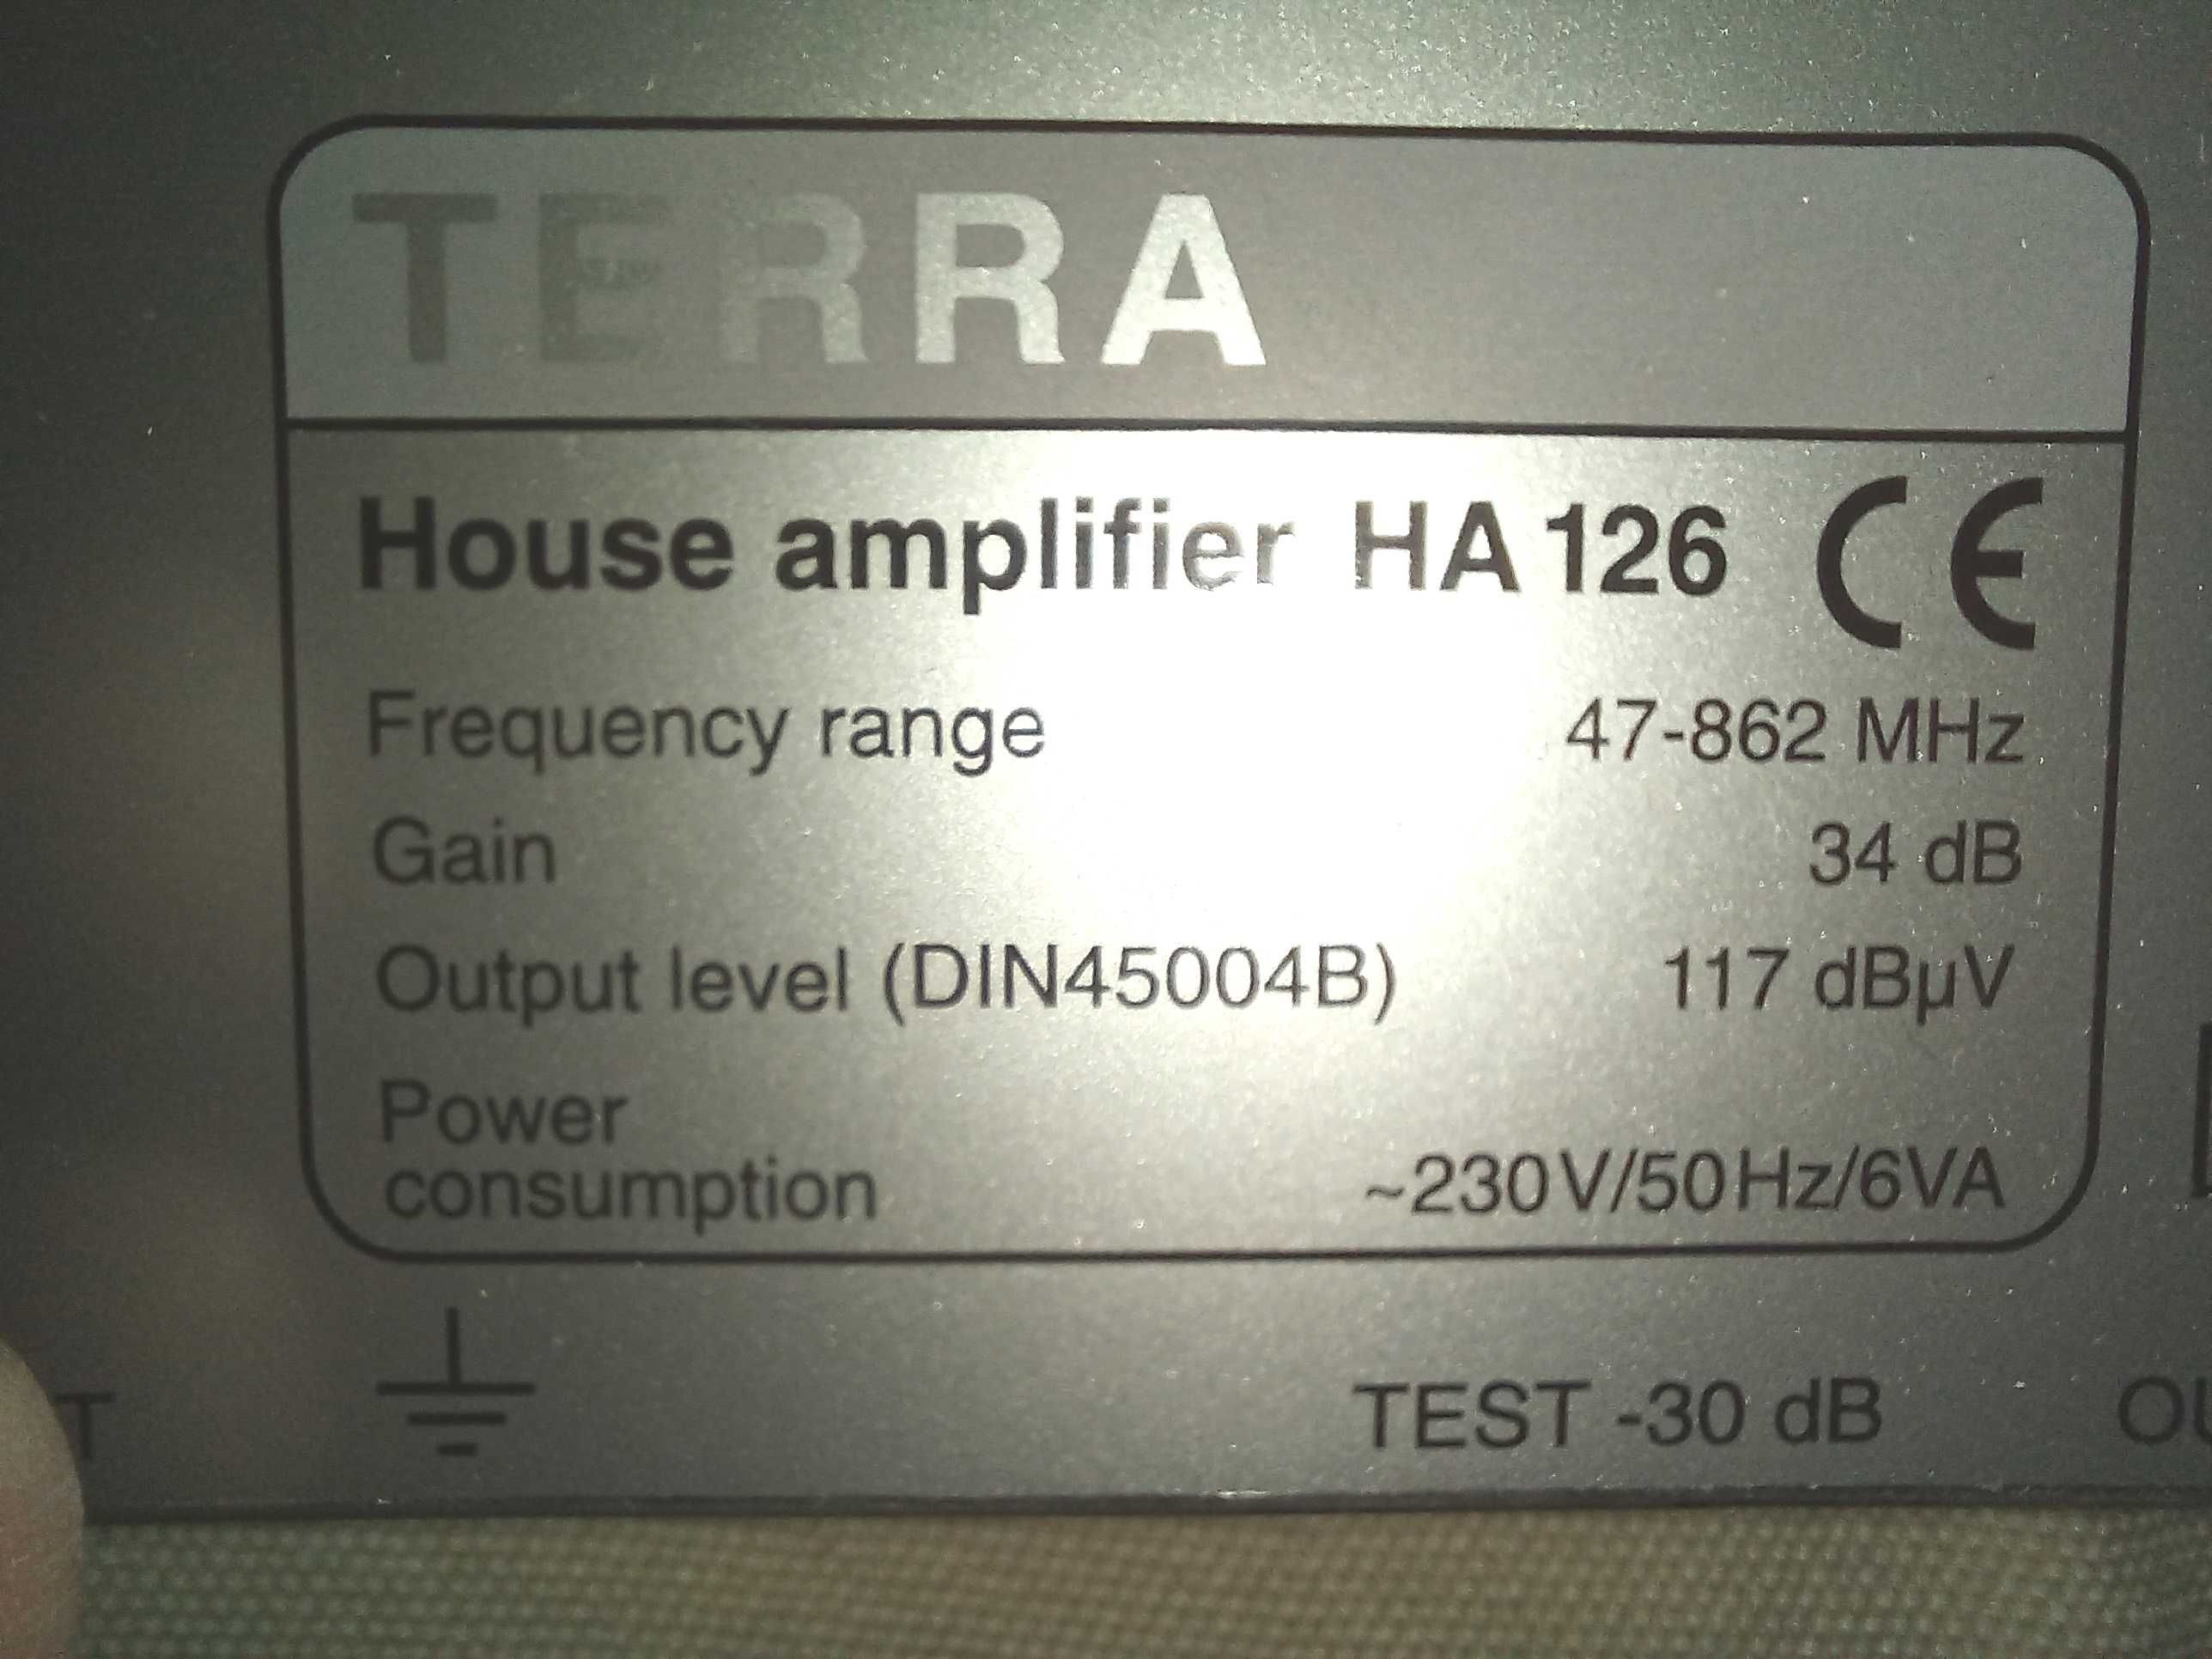 TERRA
House amplifier HA 126 CE
Frequency range 47-862 MHz
Gain 34 dB
Output level (DIN45004B) 117 dBµV
Power
consumption ~230V/50Hz/6VA
TEST -30 dB